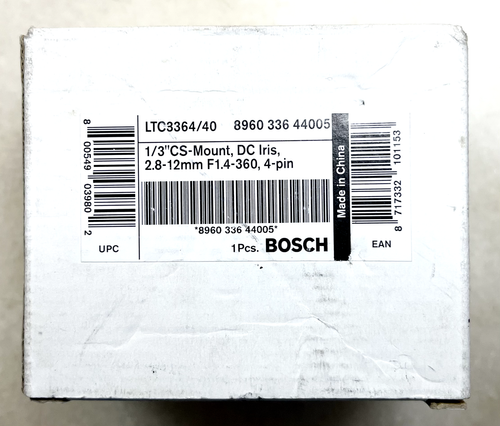 LTC3364/40 8960 336 44005
1/3"CS-Mount, DC Iris,
2.8-12mm F1.4-360, 4-pin
*8960 336 44005*
1Pcs. BOSCH
Made in China
8 00549 03980 2
UPC
8 717332 101153
EAN